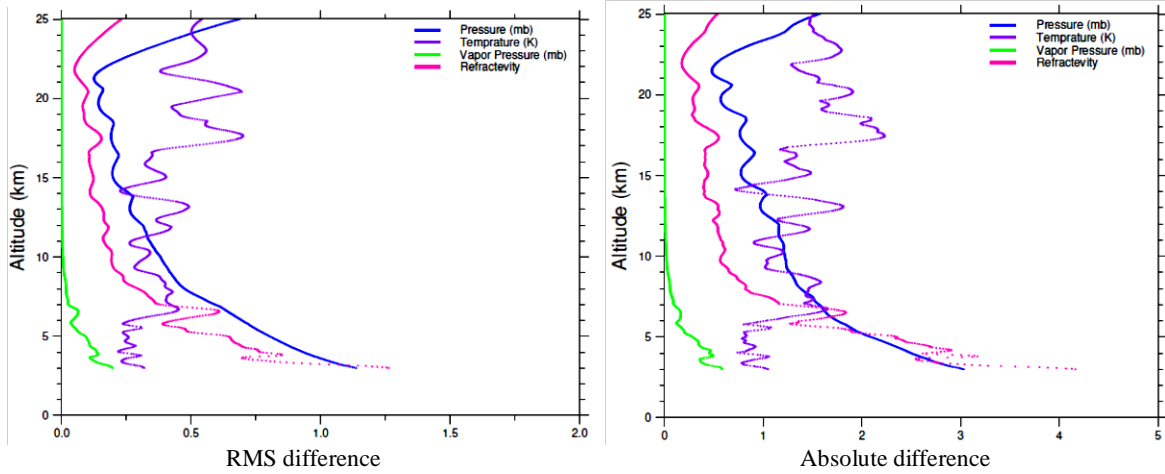 25
20
15
10
5
0
Altitude (km)
Pressure (mb)
Temprature (K)
Vapor Pressure (mb)
Refractevity
0.0 0.5 1.0 1.5 2.0
RMS difference
25
20
15
10
5
0
Altitude (km)
Pressure (mb)
Temprature (K)
Vapor Pressure (mb)
Refractevity
0 1 2 3 4 5
Absolute difference